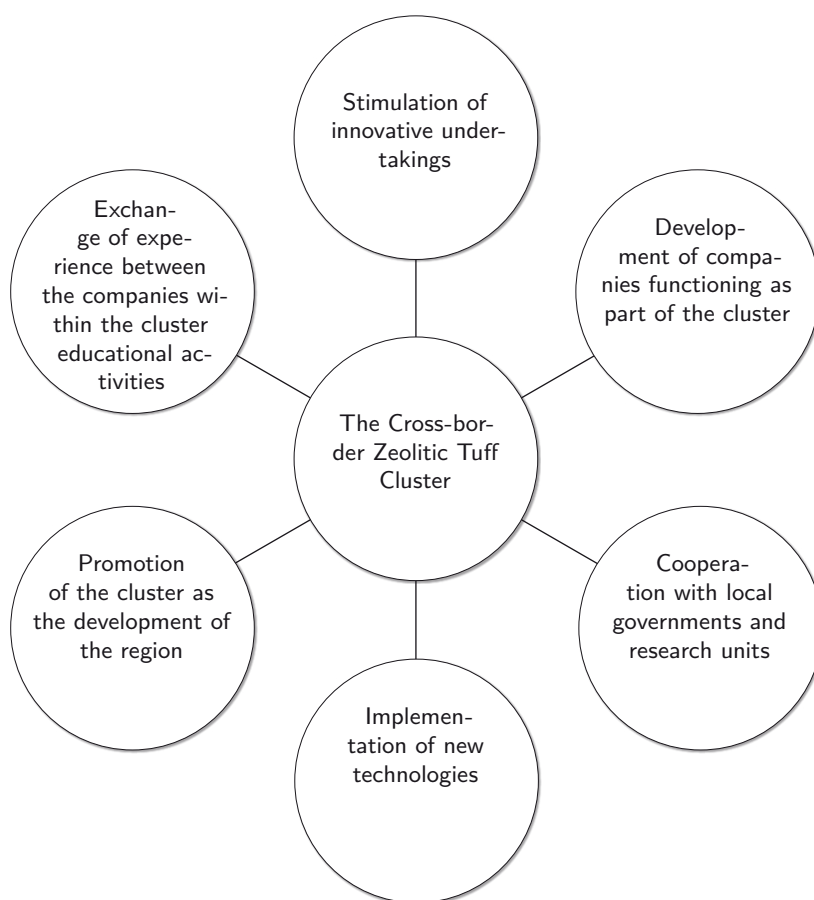 Stimulation of
innovative under-
takings
Exchan-
ge of expe-
rience between
the companies wi-
thin the cluster
educational ac-
tivities
Develop-
ment of compa-
nies functioning as
part of the cluster
The Cross-bor-
der Zeolitic Tuff
Cluster
Promotion
of the cluster as
the development of
the region
Coopera-
tion with local
governments and
research units
Implemen-
tation of new
technologies